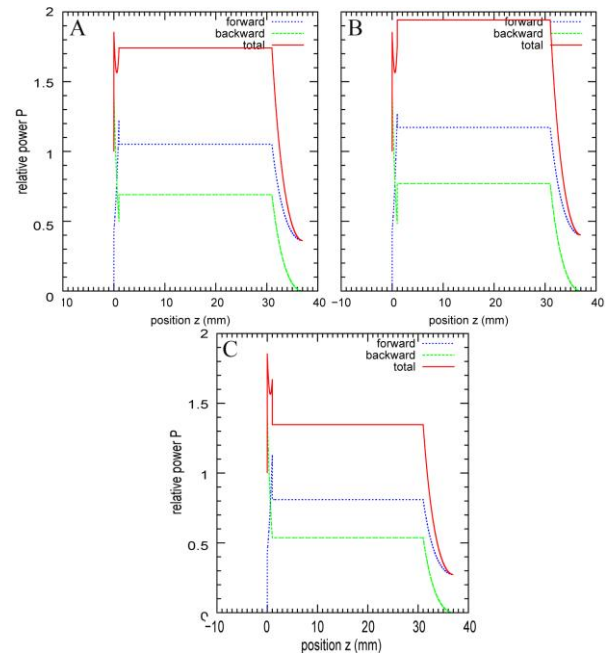 A
forward
backward
total
relative power P
2
1.5
1
0.5
0
10 0 10 20 30 40
position z (mm)
B
forward
backward
total
−10 0 10 20 30 40
position z (mm)
C
forward
backward
total
relative power P
2
1.5
1
0.5
0
−10 0 10 20 30 40
position z (mm)